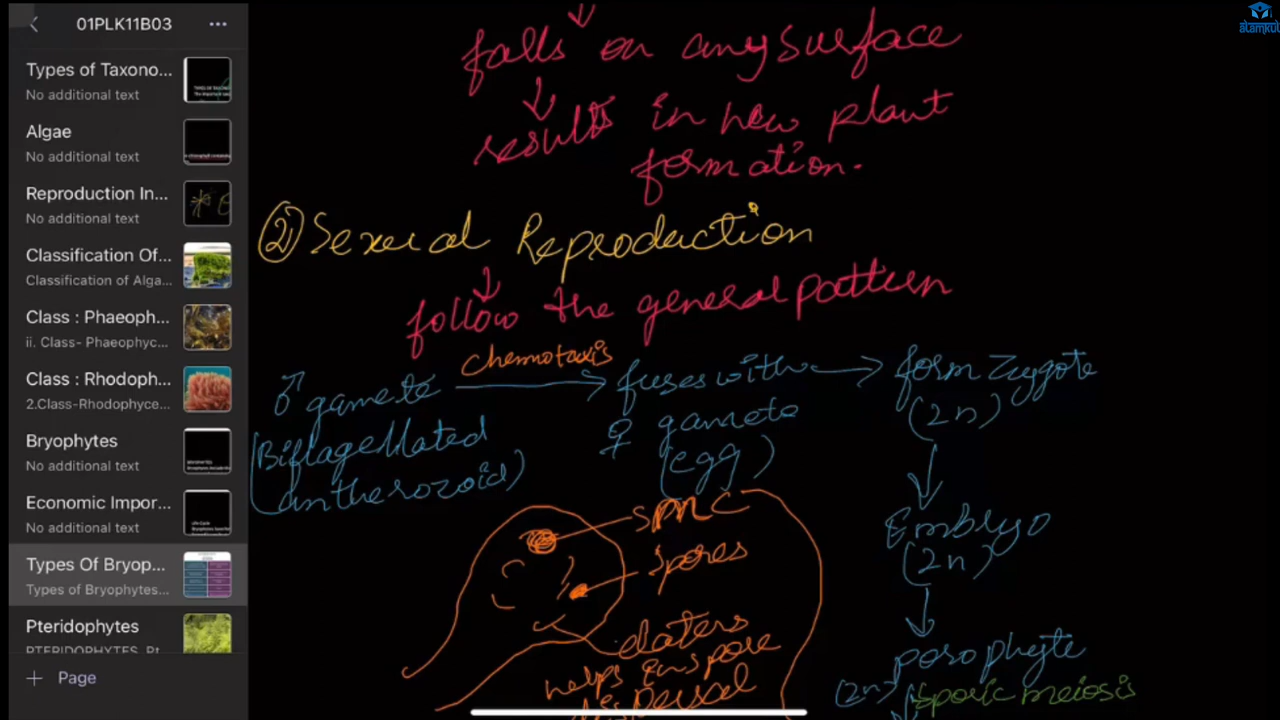 01PLK11B03
Types of Taxono...
No additional text
Algae
No additional text
Reproduction In...
No additional text
Classification Of...
Classification of Alga...
Class : Phaeoph...
ii. Class- Phaeophyc...
Class : Rhodoph...
2.Class-Rhodophyce...
Bryophytes
No additional text
Economic Impor...
No additional text
Types Of Bryop...
Types of Bryophytes...
Pteridophytes
PTERIDOPHYTES, Pt
+ Page
falls on any surface
↓
results in new plant
formation.
② Sexual Reproduction
↓
follow the general pattern
♂ gamete
(Biflagellated
antherozoid)
chemotaxis
fuses with
♀ gamete
(egg)
form zygote
(2n)
↓
Embryo
(2n)
↓
porophyte
(2n) sporic meiosis
SPMC
Spores
elaters
helps in spore
dispersal